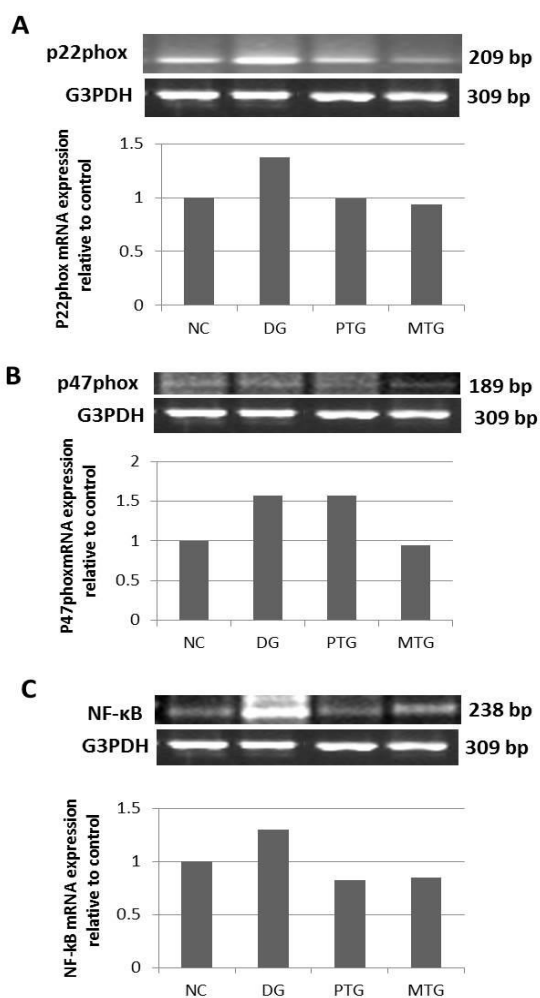 A
p22phox 209 bp
G3PDH 309 bp
P22phox mRNA expression
relative to control
1.5
1
0.5
0
NC DG PTG MTG
B
p47phox 189 bp
G3PDH 309 bp
P47phoxmRNA expression
relative to control
2
1.5
1
0.5
0
NC DG PTG MTG
C
NF-κB 238 bp
G3PDH 309 bp
NF-kB mRNA expression
relative to control
1.5
1
0.5
0
NC DG PTG MTG